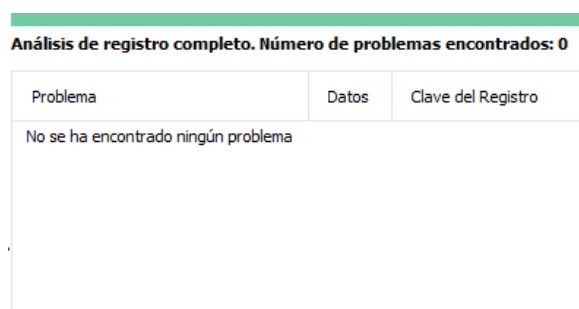 Análisis de registro completo. Número de problemas encontrados: 0
Problema Datos Clave del Registro
No se ha encontrado ningún problema